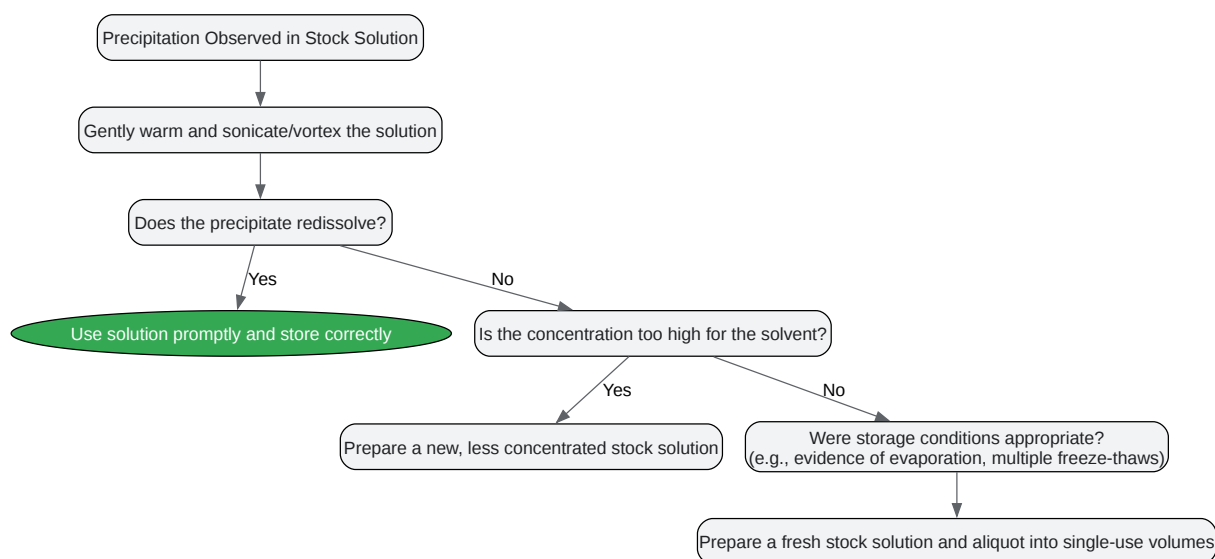 Precipitation Observed in Stock Solution
Gently warm and sonicate/vortex the solution
Does the precipitate redissolve?
Yes
No
Use solution promptly and store correctly
Is the concentration too high for the solvent?
Yes
No
Prepare a new, less concentrated stock solution
Were storage conditions appropriate?
(e.g., evidence of evaporation, multiple freeze-thaws)
Prepare a fresh stock solution and aliquot into single-use volumes